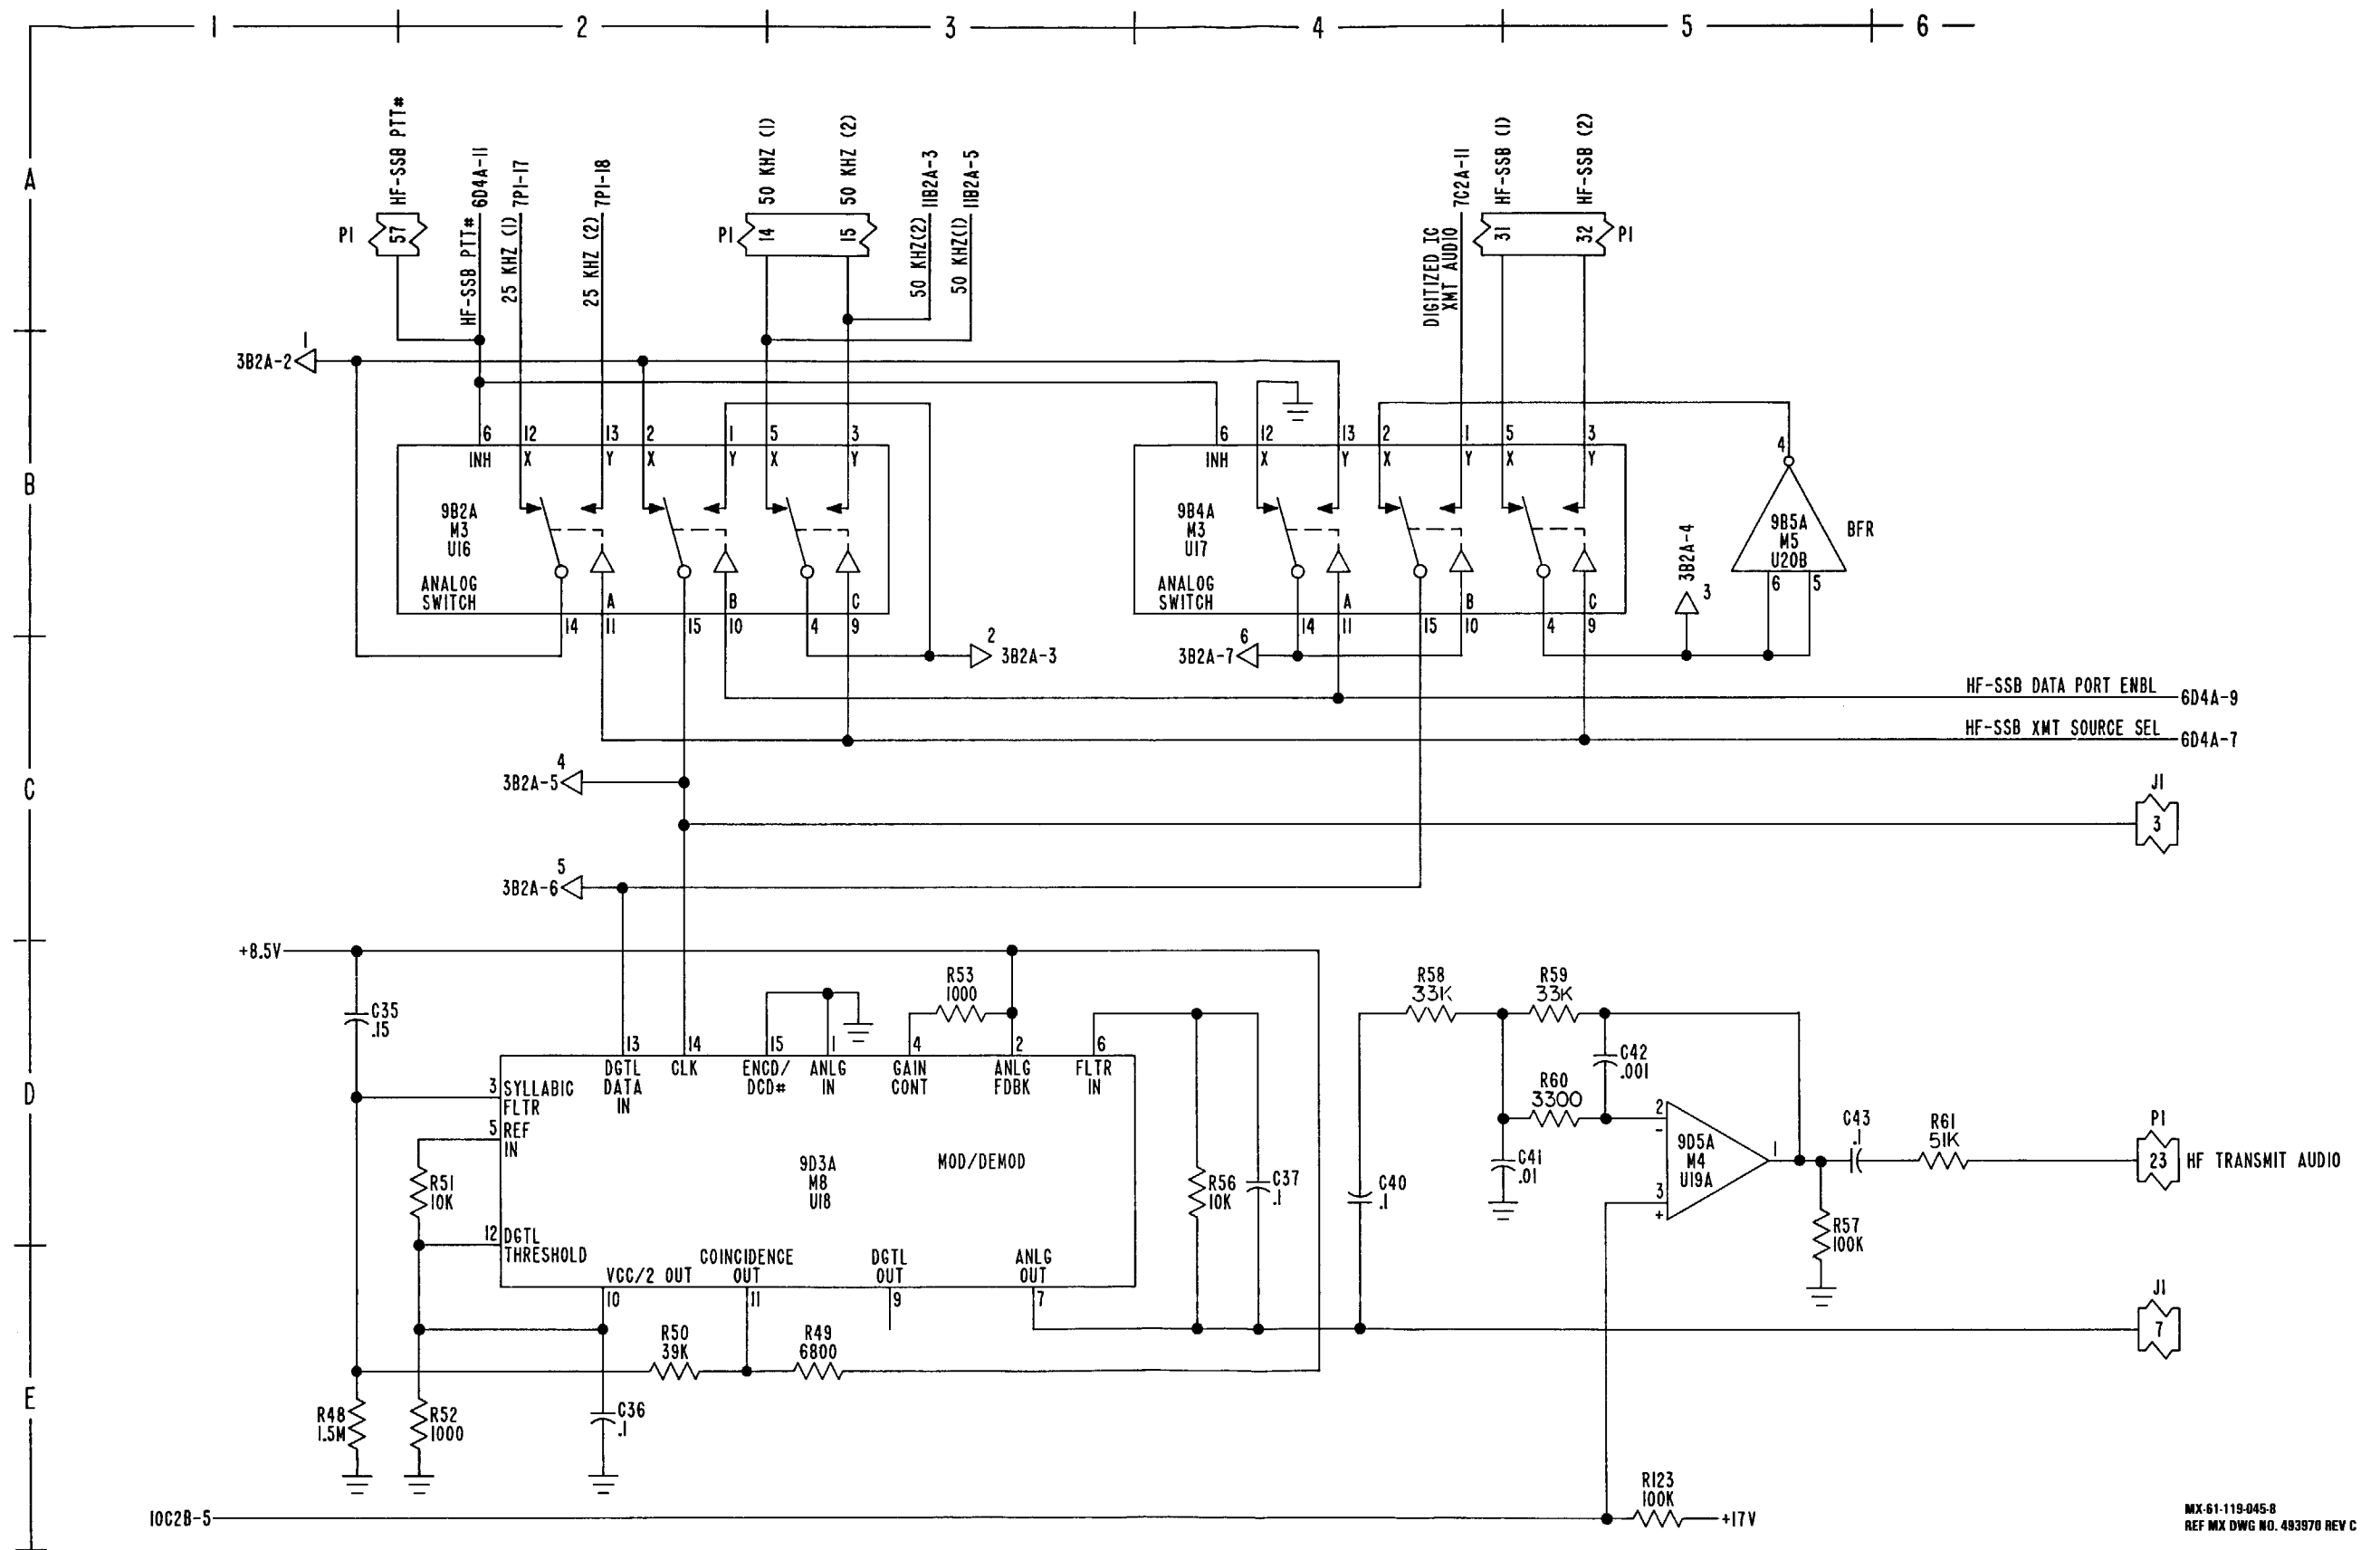 1 2 3 4 5 6
A
B
C
D
E
HF-SSB PTT#
P1
57
HF-SSB PTT# 6D4A-11
25 KHZ (1) 7P1-17
25 KHZ (2) 7P1-18
50 KHZ (1)
50 KHZ (2)
P1
14
15
50 KHZ(2) 11B2A-3
50 KHZ(1) 11B2A-5
DIGITIZED IC
XMT AUDIO
7C2A-11
HF-SSB (1)
HF-SSB (2)
31
32
P1
1
3B2A-2
6 12 13 2 1 5 3
INH X Y X Y X Y
9B2A
M3
U16
ANALOG
SWITCH
A B C
14 11 15 10 4 9
2
3B2A-3
6 12 13 2 1 5 3
INH X Y X Y X Y
9B4A
M3
U17
ANALOG
SWITCH
A B C
14 11 15 10 4 9
6
3B2A-7
3B2A-4
3
4
9B5A
M5
U20B
BFR
6 5
HF-SSB DATA PORT ENBL 6D4A-9
HF-SSB XMT SOURCE SEL 6D4A-7
4
3B2A-5
J1
3
5
3B2A-6
+8.5V
C35
.15
R53
1000
R58
33K
R59
33K
13 14 15 1 4 2 6
DGTL
DATA
IN
CLK
ENCD/
DCD#
ANLG
IN
GAIN
CONT
ANLG
FDBK
FLTR
IN
3 SYLLABIC
FLTR
5 REF
IN
R51
10K
12 DGTL
THRESHOLD
9D3A
M8
U18
MOD/DEMOD
VCC/2 OUT
COINCIDENCE
OUT
DGTL
OUT
ANLG
OUT
10 11 9 7
R56
10K
C37
.1
C40
.1
C42
.001
R60
3300
C41
.01
2
-
3
+
9D5A
M4
U19A
1
C43
.1
R61
51K
P1
23 HF TRANSMIT AUDIO
R57
100K
J1
7
R50
39K
R49
6800
R48
1.5M
R52
1000
C36
.1
10C2B-5
R123
100K
+17V
MX-61-119-045-8
REF MX DWG NO. 493970 REV C